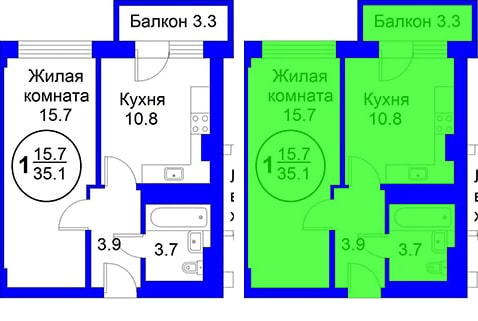 Балкон 3.3
Жилая
комната
15.7
Кухня
10.8
1 15.7
35.1
3.9
3.7
Балкон 3.3
Жилая
комната
15.7
Кухня
10.8
1 15.7
35.1
3.9
3.7